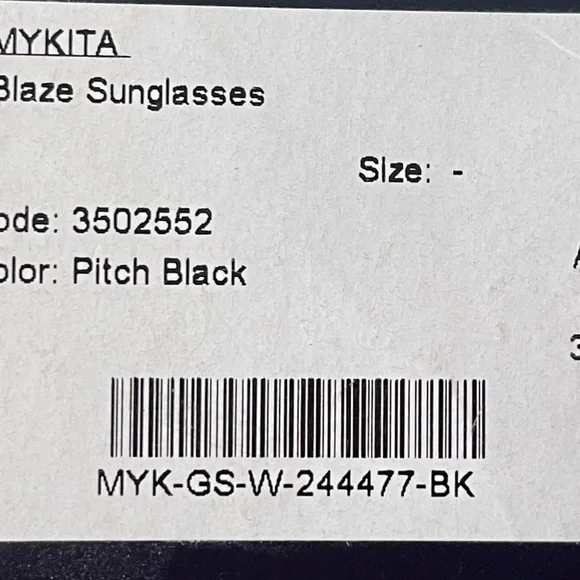 MYKITA
Blaze Sunglasses
Size: -
ode: 3502552
olor: Pitch Black
MYK-GS-W-244477-BK